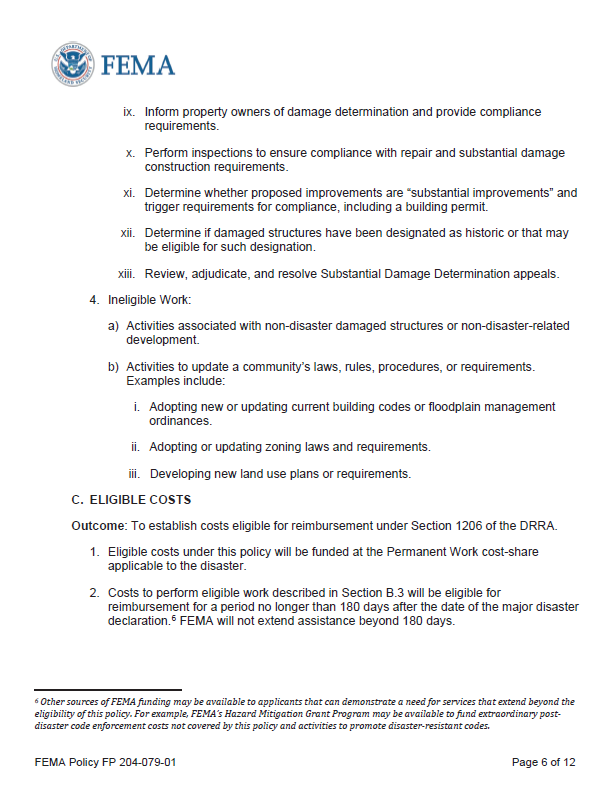 FEMA
ix. Inform property owners of damage determination and provide compliance
requirements.
x. Perform inspections to ensure compliance with repair and substantial damage
construction requirements.
xi. Determine whether proposed improvements are “substantial improvements” and
trigger requirements for compliance, including a building permit.
xii. Determine if damaged structures have been designated as historic or that may
be eligible for such designation.
xiii. Review, adjudicate, and resolve Substantial Damage Determination appeals.
4. Ineligible Work:
a) Activities associated with non-disaster damaged structures or non-disaster-related
development.
b) Activities to update a community’s laws, rules, procedures, or requirements.
Examples include:
i. Adopting new or updating current building codes or floodplain management
ordinances.
ii. Adopting or updating zoning laws and requirements.
iii. Developing new land use plans or requirements.
C. ELIGIBLE COSTS
Outcome: To establish costs eligible for reimbursement under Section 1206 of the DRRA.
1. Eligible costs under this policy will be funded at the Permanent Work cost-share
applicable to the disaster.
2. Costs to perform eligible work described in Section B.3 will be eligible for
reimbursement for a period no longer than 180 days after the date of the major disaster
declaration.6 FEMA will not extend assistance beyond 180 days.
6 Other sources of FEMA funding may be available to applicants that can demonstrate a need for services that extend beyond the
eligibility of this policy. For example, FEMA’s Hazard Mitigation Grant Program may be available to fund extraordinary post-
disaster code enforcement costs not covered by this policy and activities to promote disaster-resistant codes.
FEMA Policy FP 204-079-01 Page 6 of 12